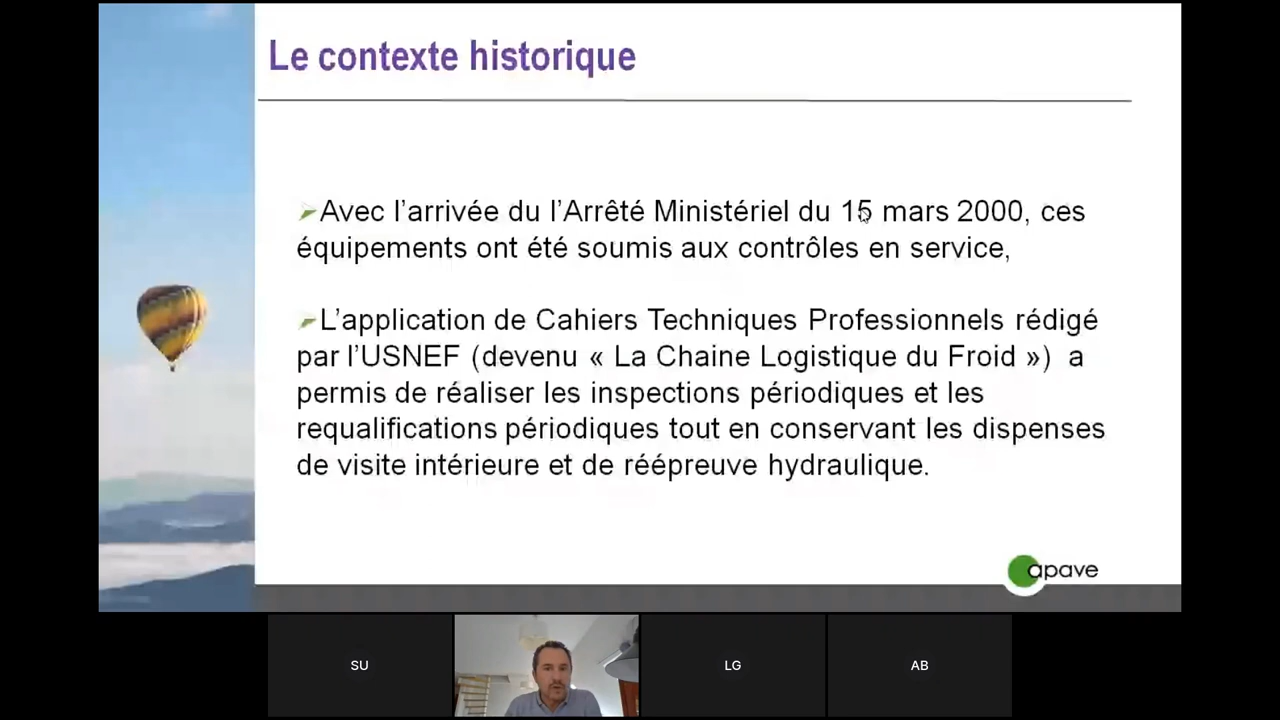 Le contexte historique
Avec l’arrivée du l’Arrêté Ministériel du 15 mars 2000, ces
équipements ont été soumis aux contrôles en service,
L’application de Cahiers Techniques Professionnels rédigé
par l’USNEF (devenu « La Chaine Logistique du Froid ») a
permis de réaliser les inspections périodiques et les
requalifications périodiques tout en conservant les dispenses
de visite intérieure et de réépreuve hydraulique.
apave
SU
LG
AB